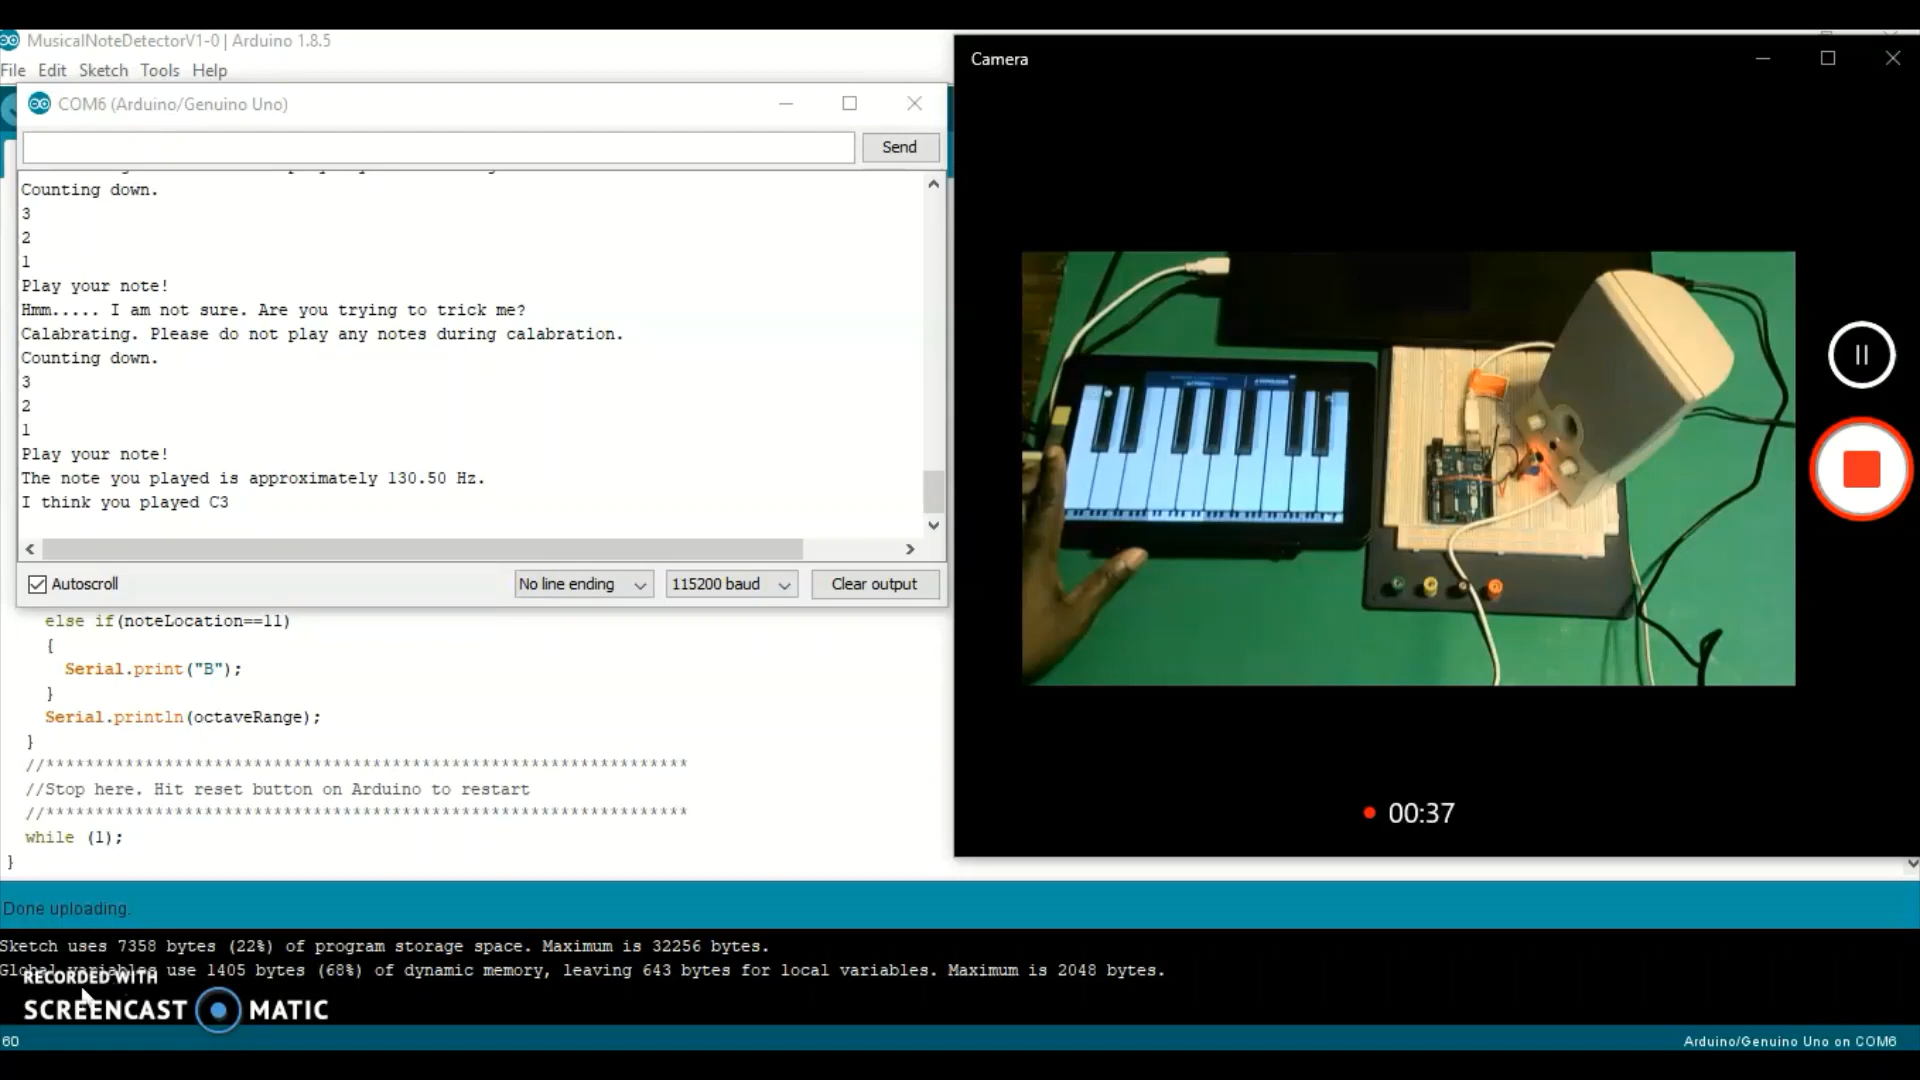 MusicalNoteDetectorV1-0 | Arduino 1.8.5
File Edit Sketch Tools Help
COM6 (Arduino/Genuino Uno)
Send
Counting down.
3
2
1
Play your note!
Hmm..... I am not sure. Are you trying to trick me?
Calabrating. Please do not play any notes during calabration.
Counting down.
3
2
1
Play your note!
The note you played is approximately 130.50 Hz.
I think you played C3
Autoscroll
No line ending
115200 baud
Clear output
else if(noteLocation==11)
{
Serial.print("B");
}
Serial.println(octaveRange);
}
//*****************************************************************
//Stop here. Hit reset button on Arduino to restart
//*****************************************************************
while (1);
}
Camera
00:37
Done uploading.
Sketch uses 7358 bytes (22%) of program storage space. Maximum is 32256 bytes.
Global variables use 1405 bytes (68%) of dynamic memory, leaving 643 bytes for local variables. Maximum is 2048 bytes.
RECORDED WITH
SCREENCAST MATIC
60
Arduino/Genuino Uno on COM6